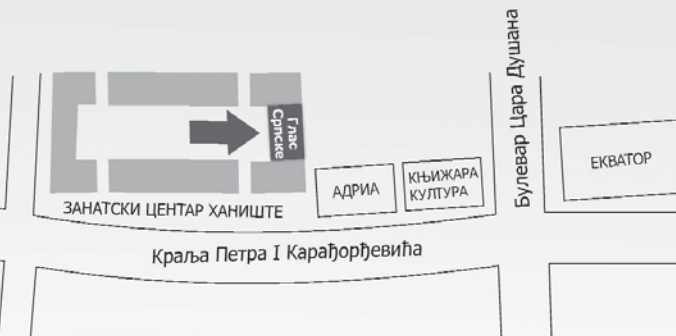 Булевар Цара Душана
Глас
Српске
АДРИА
КЊИЖАРА
КУЛТУРА
ЕКВАТОР
ЗАНАТСКИ ЦЕНТАР ХАНИШТЕ
Краља Петра I Карађорђевића